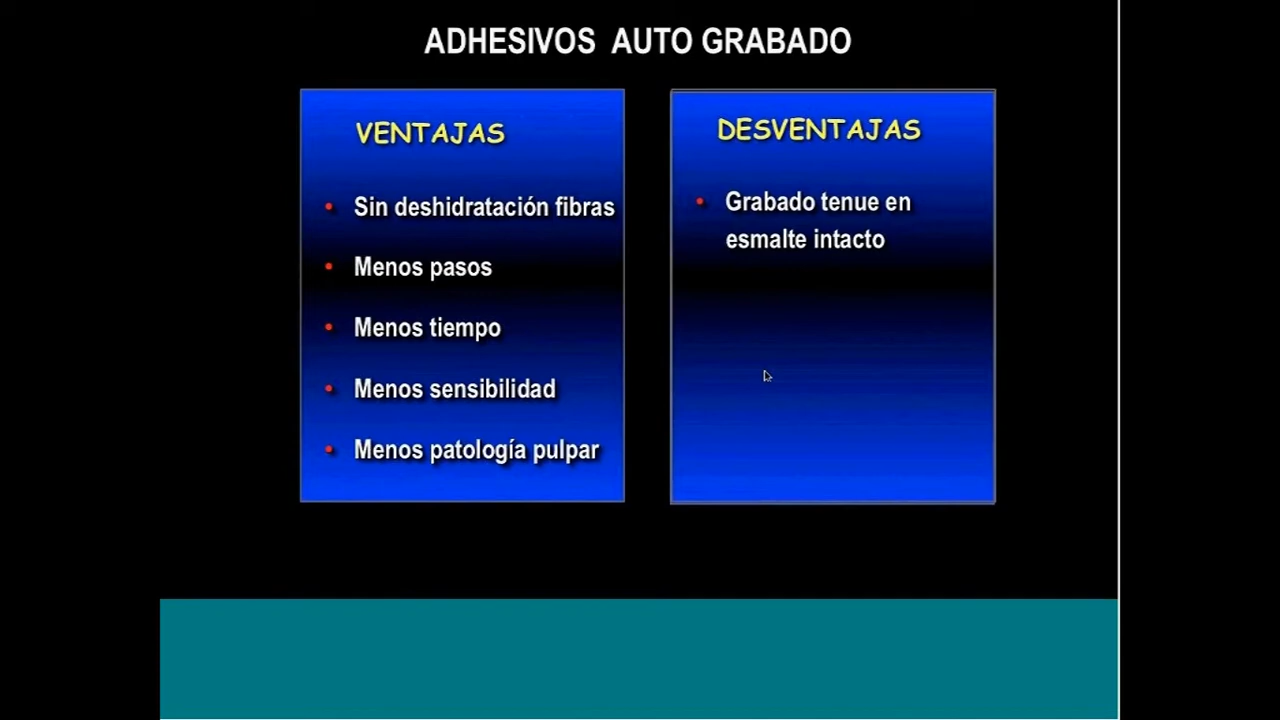 ADHESIVOS AUTO GRABADO
VENTAJAS
• Sin deshidratación fibras
• Menos pasos
• Menos tiempo
• Menos sensibilidad
• Menos patología pulpar
DESVENTAJAS
• Grabado tenue en
esmalte intacto